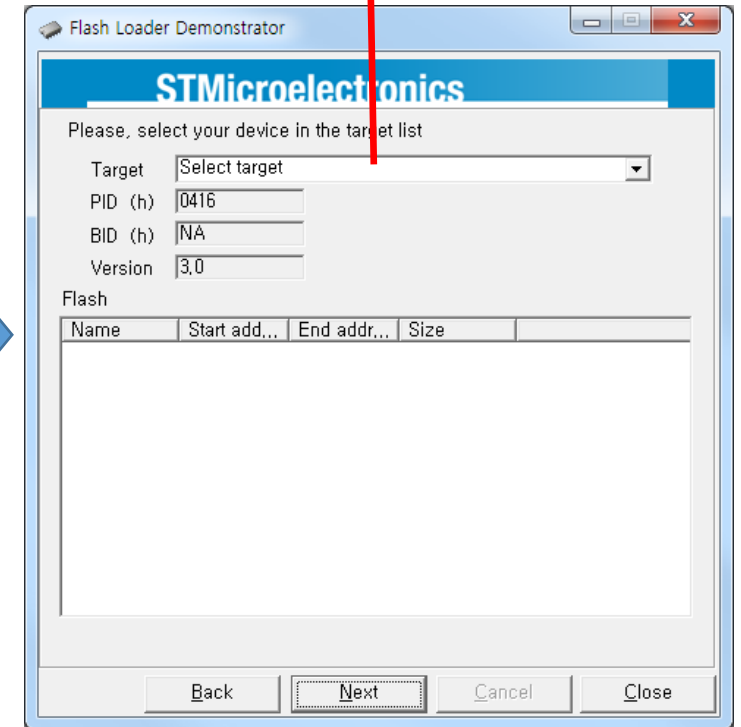 Flash Loader Demonstrator
STMicroelectronics
Please, select your device in the target list
Target Select target
PID (h) 0416
BID (h) NA
Version 3,0
Flash
Name Start add,,, End addr,,, Size
Back Next Cancel Close